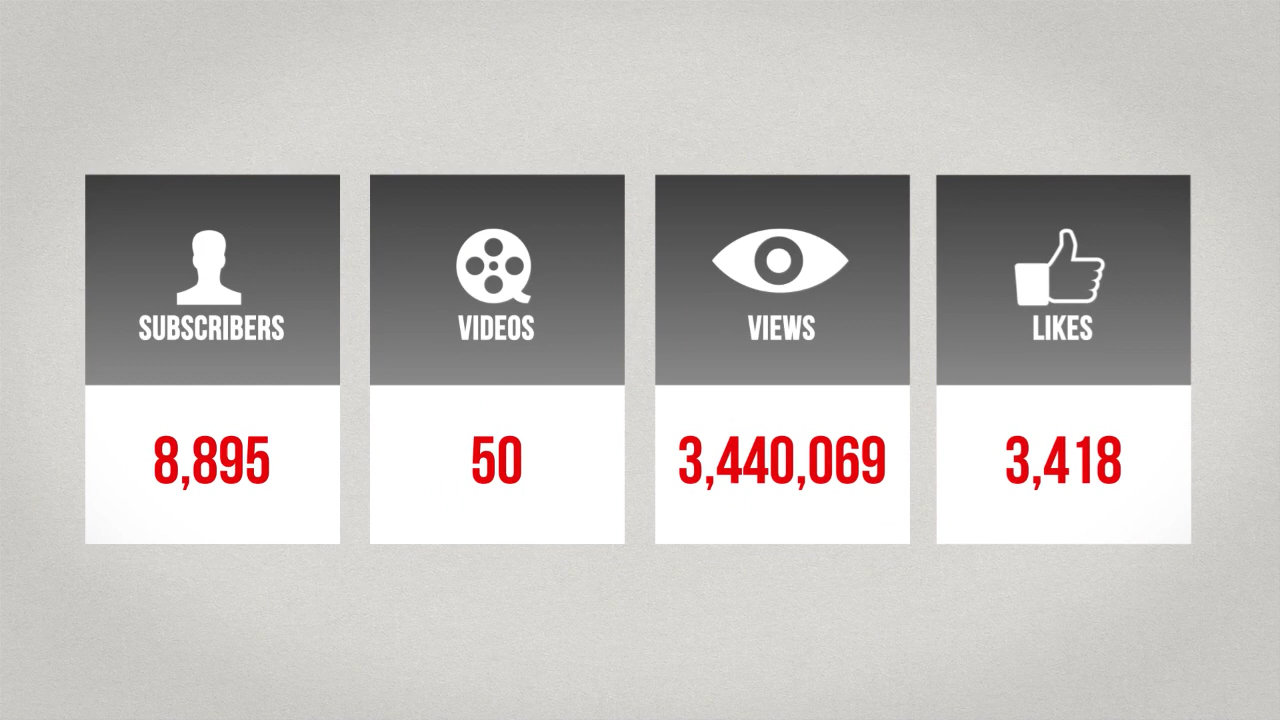 SUBSCRIBERS
8,895
VIDEOS
50
VIEWS
3,440,069
LIKES
3,418